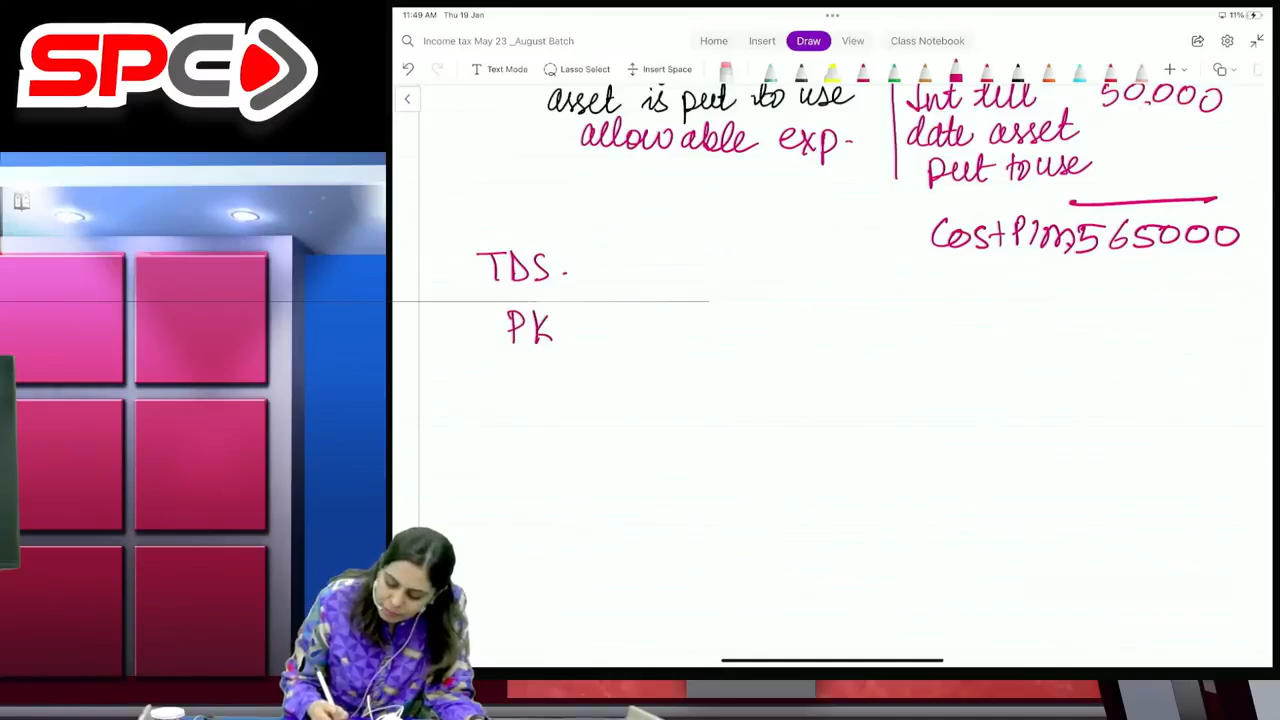 SPC
11:49 AM Thu 19 Jan
11%
Income tax May 23 _August Batch
Home Insert Draw View Class Notebook
Text Mode Lasso Select Insert Space
asset is put to use
allowable exp.
Int till 50,000
date asset
put to use
Cost P/m 565000
TDS.
PK